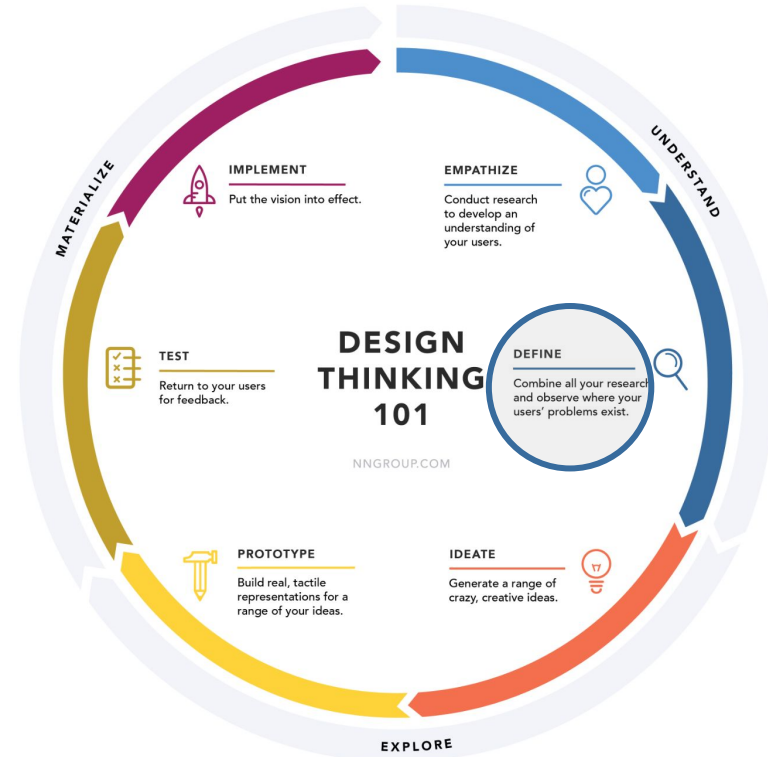 UNDERSTAND
MATERIALIZE
IMPLEMENT
Put the vision into effect.
EMPATHIZE
Conduct research
to develop an
understanding of
your users.
DESIGN
THINKING
101
NNGROUP.COM
DEFINE
Combine all your research
and observe where your
users' problems exist.
TEST
Return to your users
for feedback.
PROTOTYPE
Build real, tactile
representations for a
range of your ideas.
IDEATE
Generate a range of
crazy, creative ideas.
EXPLORE